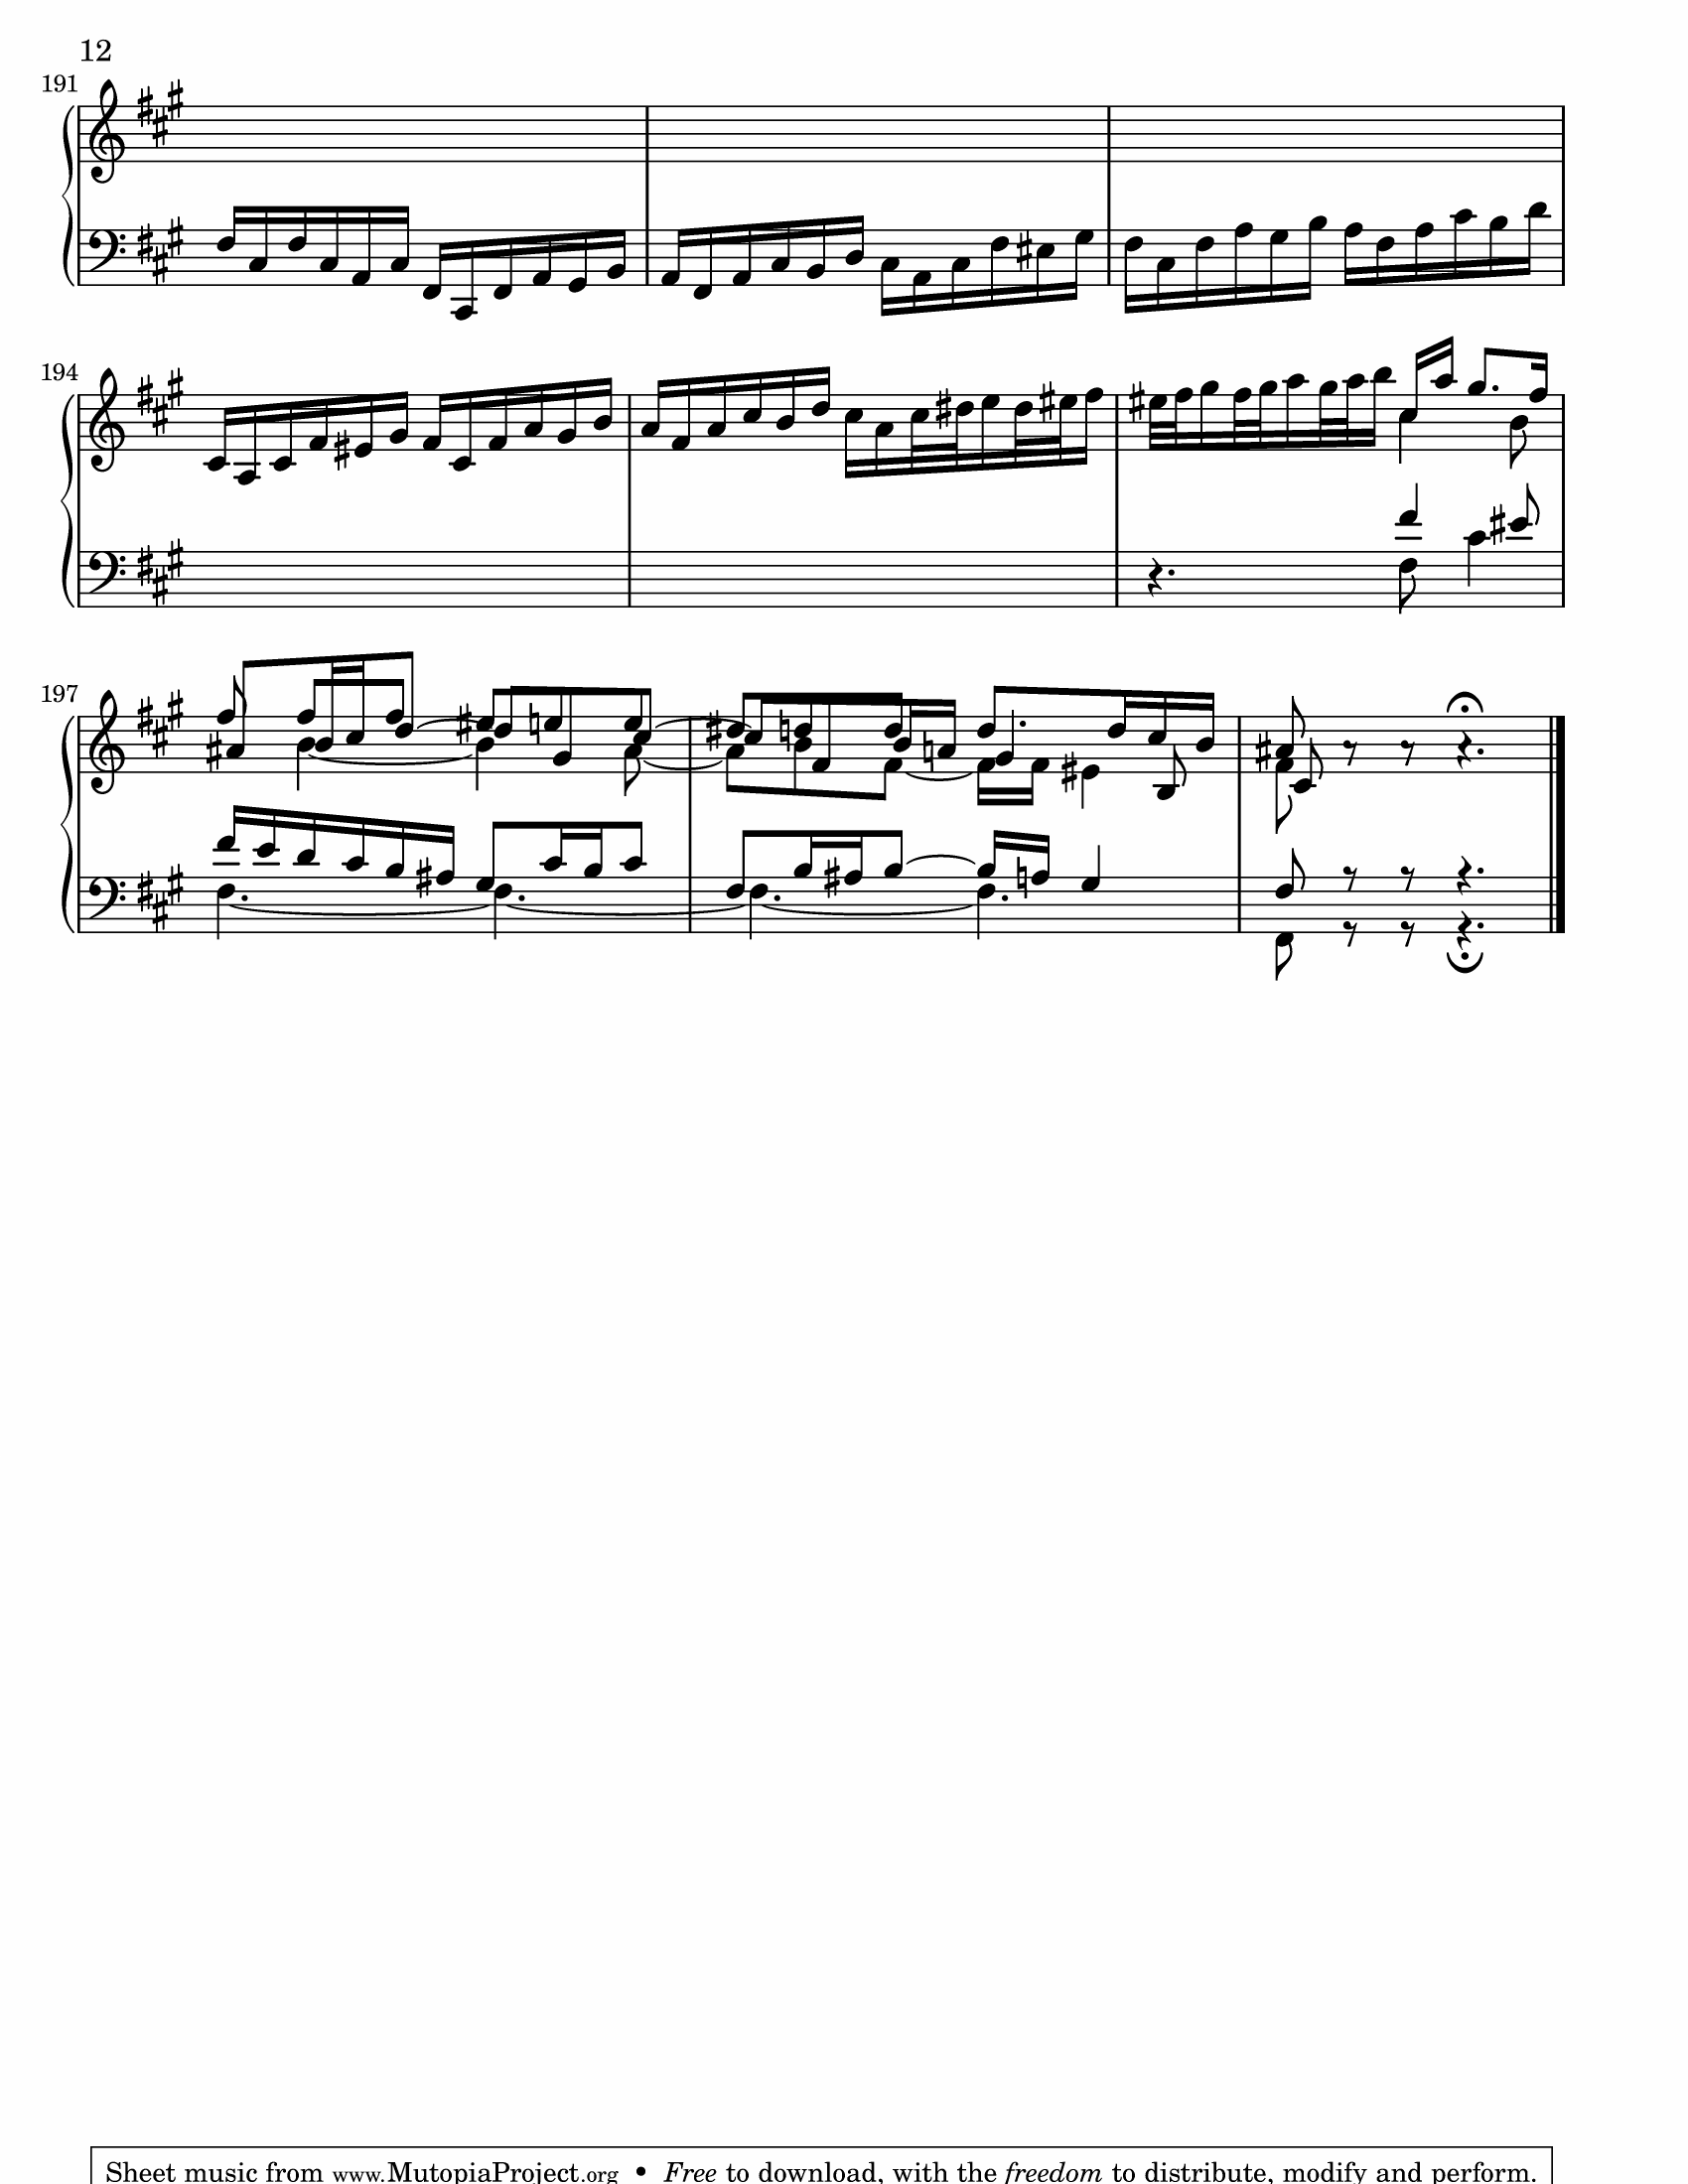 12
191
194
197
Sheet music from www.MutopiaProject.org • Free to download, with the freedom to distribute, modify and perform.